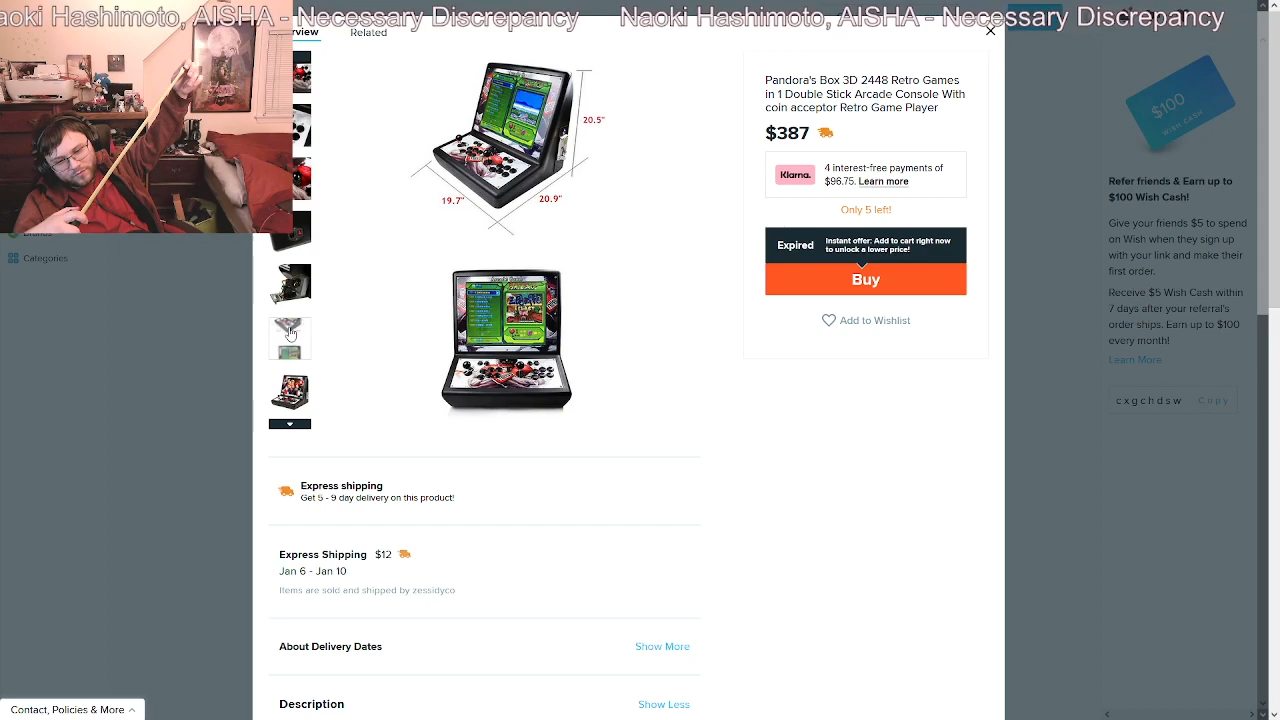 aoki Hashimoto, AISHA - Necessary Discrepancy
Naoki Hashimoto, AISHA - Necessary Discrepancy
rview
Related
20.5"
19.7"
20.9"
Pandora's Box 3D 2448 Retro Games
in 1 Double Stick Arcade Console With
coin acceptor Retro Game Player
$387
Klarna.
4 interest-free payments of
$96.75. Learn more
Only 5 left!
Expired
Instant offer: Add to cart right now
to unlock a lower price!
Buy
Add to Wishlist
Brands
Categories
Express shipping
Get 5 - 9 day delivery on this product!
Express Shipping $12
Jan 6 - Jan 10
Items are sold and shipped by zessidyco
About Delivery Dates
Show More
Description
Show Less
$100
WISH CASH
Refer friends & Earn up to
$100 Wish Cash!
Give your friends $5 to spend
on Wish when they sign up
with your link and make their
first order.
Receive $5 Wish Cash within
7 days after your referral's
order ships. Earn up to $100
every month!
Learn More
cxgchdsw
Copy
Contact, Policies & More